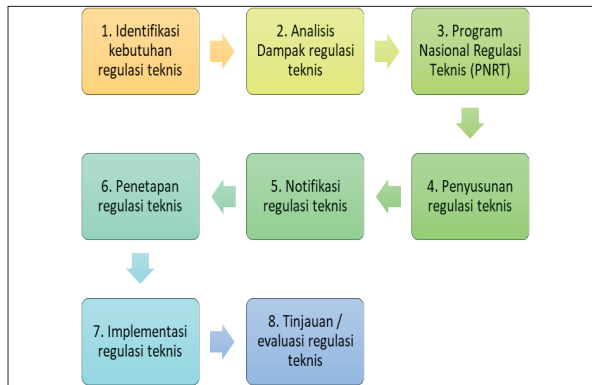 1. Identifikasi
kebutuhan
regulasi teknis
2. Analisis
Dampak regulasi
teknis
3. Program
Nasional Regulasi
Teknis (PNRT)
4. Penyusunan
regulasi teknis
5. Notifikasi
regulasi teknis
6. Penetapan
regulasi teknis
7. Implementasi
regulasi teknis
8. Tinjauan /
evaluasi regulasi
teknis